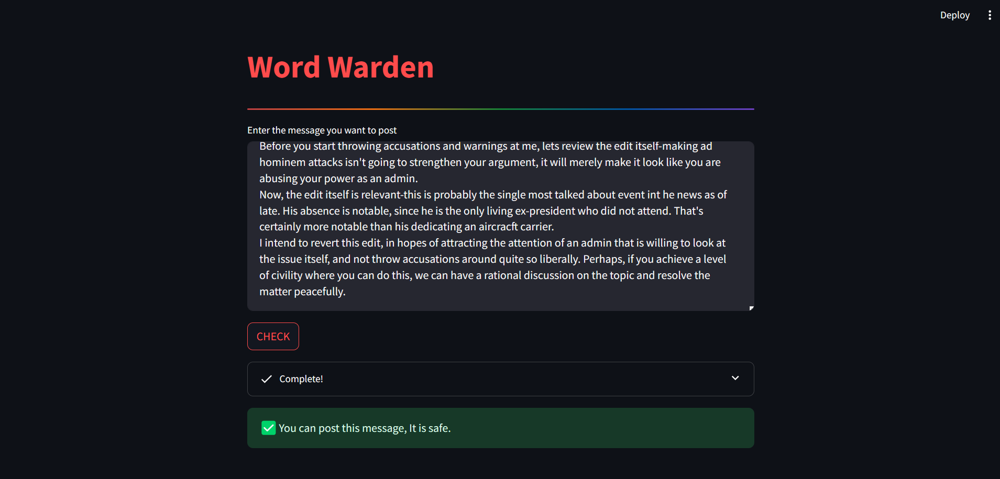 Deploy
Word Warden
Enter the message you want to post
Before you start throwing accusations and warnings at me, lets review the edit itself-making ad
hominem attacks isn't going to strengthen your argument, it will merely make it look like you are
abusing your power as an admin.
Now, the edit itself is relevant-this is probably the single most talked about event int he news as of
late. His absence is notable, since he is the only living ex-president who did not attend. That's
certainly more notable than his dedicating an aircracft carrier.
I intend to revert this edit, in hopes of attracting the attention of an admin that is willing to look at
the issue itself, and not throw accusations around quite so liberally. Perhaps, if you achieve a level
of civility where you can do this, we can have a rational discussion on the topic and resolve the
matter peacefully.
CHECK
Complete!
You can post this message, It is safe.